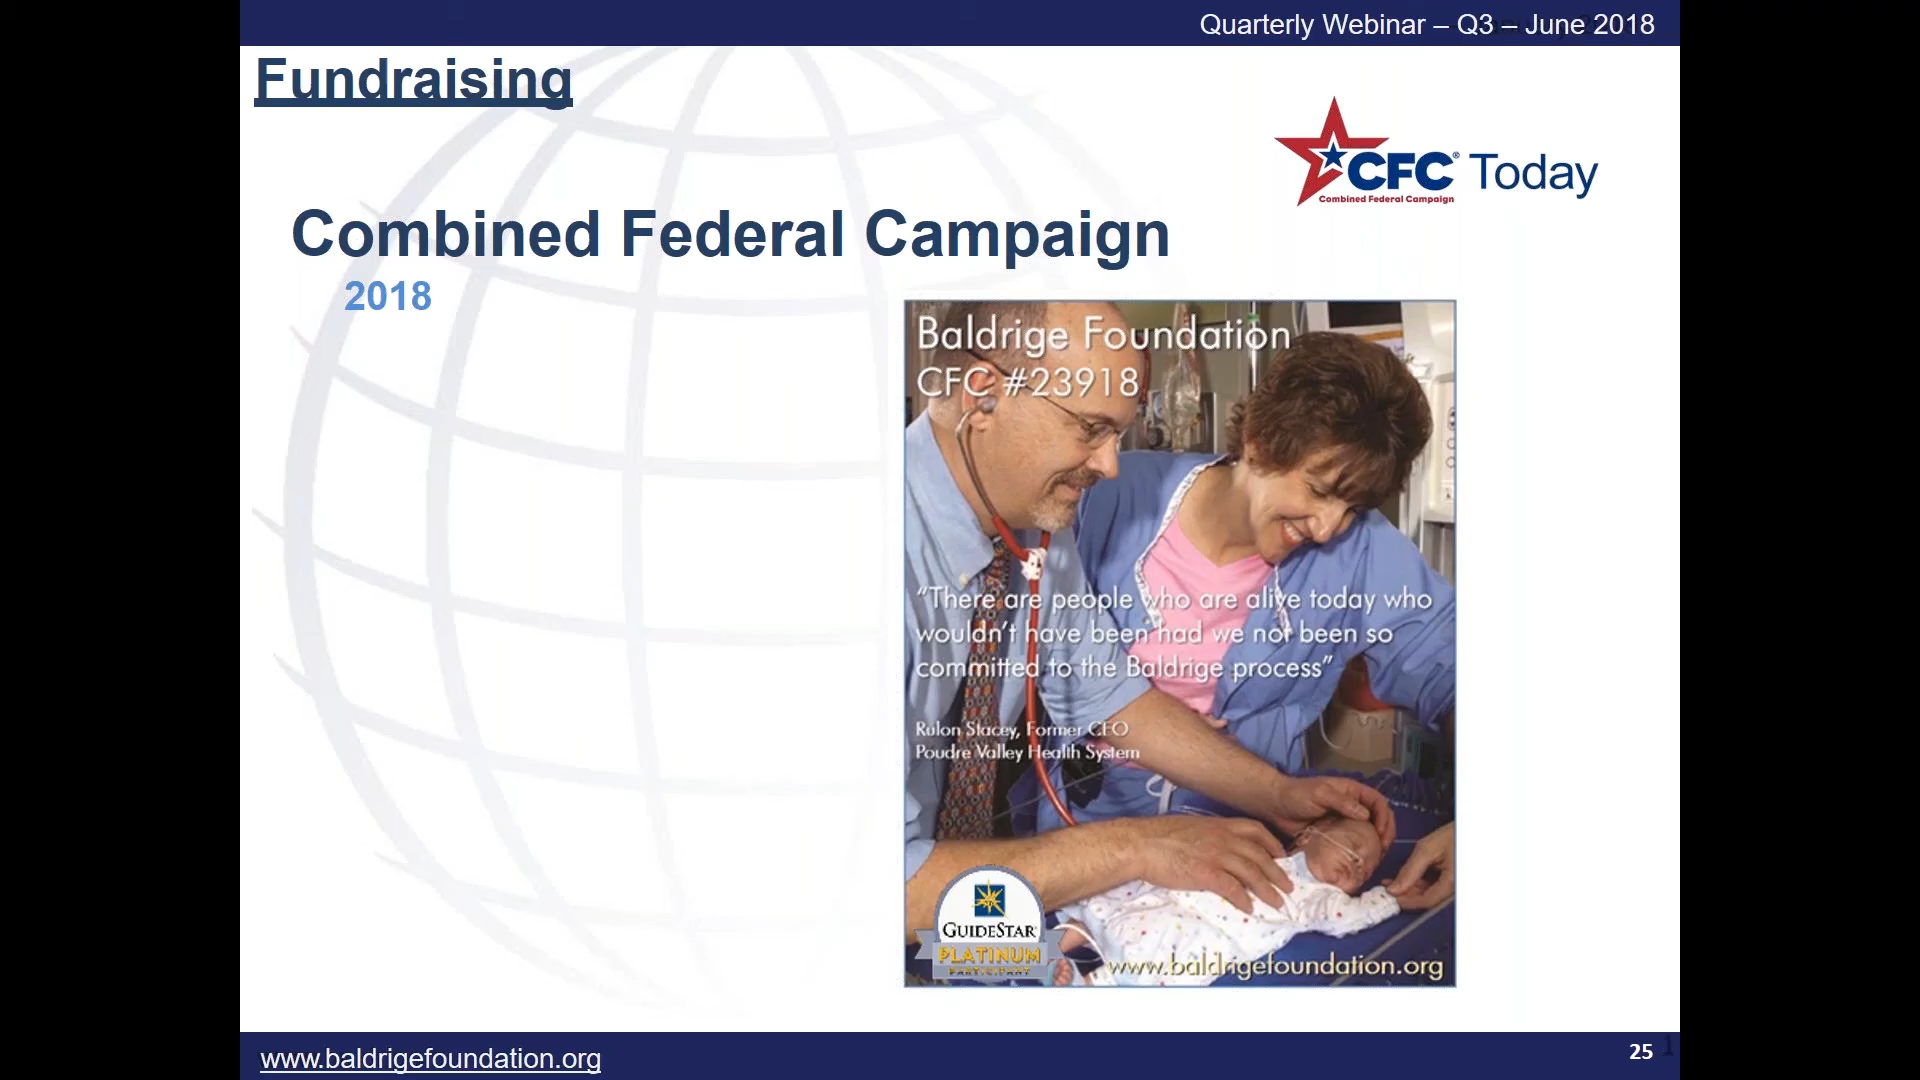 Quarterly Webinar – Q3 – June 2018
Fundraising
CFC® Today
Combined Federal Campaign
Combined Federal Campaign
2018
Baldrige Foundation
CFC #23918
“There are people who are alive today who
wouldn’t have been had we not been so
committed to the Baldrige process”
Rulon Stacey, Former CEO
Poudre Valley Health System
GUIDESTAR
PLATINUM
PARTICIPANT
www.baldrigefoundation.org
www.baldrigefoundation.org
25
1